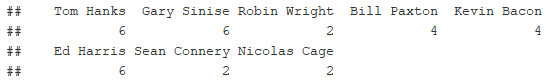 ##    Tom Hanks  Gary Sinise Robin Wright  Bill Paxton  Kevin Bacon
##            6            6            2            4            4
##    Ed Harris Sean Connery Nicolas Cage
##            6            2            2